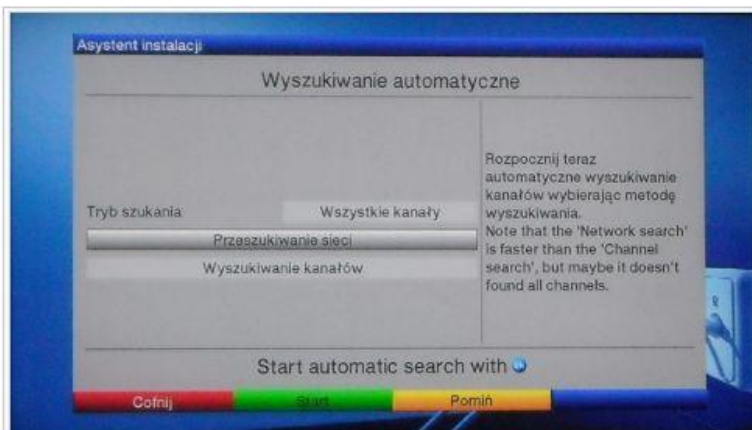 Asystent instalacji
Wyszukiwanie automatyczne
Tryb szukania
Wszystkie kanały
Przeszukiwanie sieci
Wyszukiwanie kanałów
Rozpocznij teraz
automatyczne wyszukiwanie
kanałów wybierając metodę
wyszukiwania.
Note that the 'Network search'
is faster than the 'Channel
search', but maybe it doesn't
found all channels.
Start automatic search with
Cofnij
Start
Pomiń